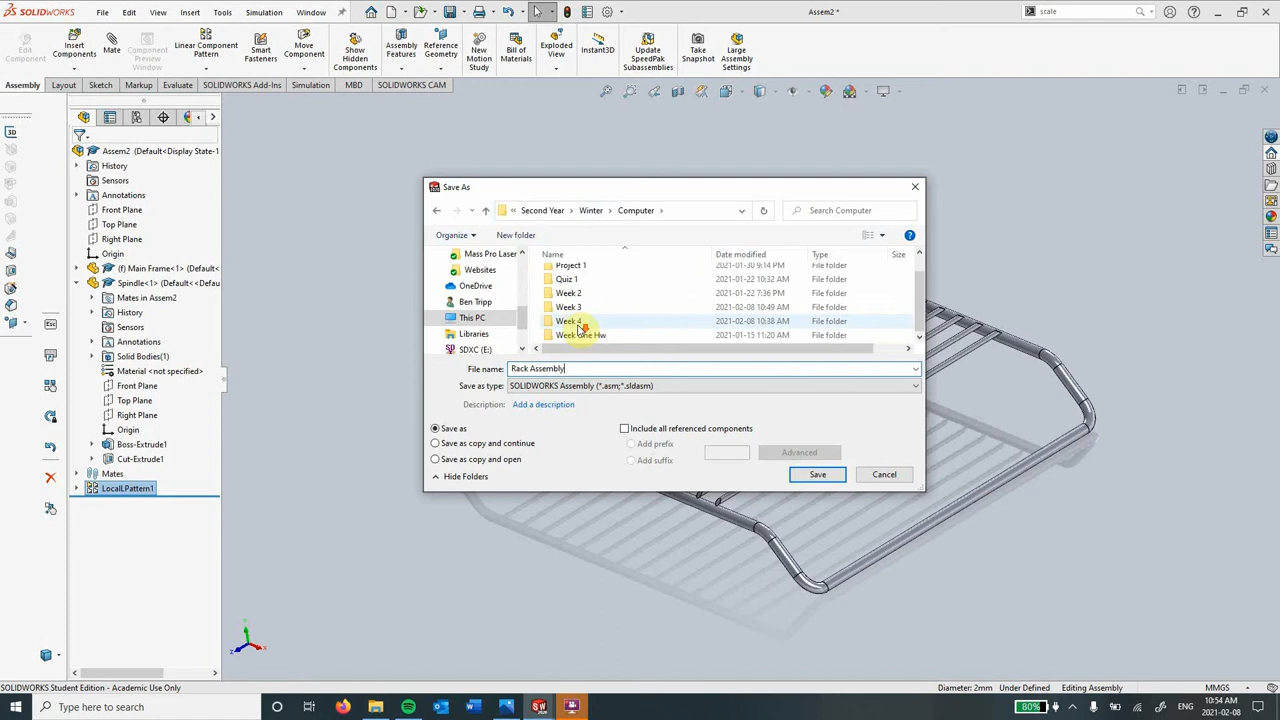 SOLIDWORKS File Edit View Insert Tools Simulation Window Assem2 * scale
Edit Component
Insert Components
Mate
Component Preview Window
Linear Component Pattern
Smart Fasteners
Move Component
Show Hidden Components
Assembly Features
Reference Geometry
New Motion Study
Bill of Materials
Exploded View
Instant3D
Update SpeedPak Subassemblies
Take Snapshot
Large Assembly Settings
Assembly Layout Sketch Markup Evaluate SOLIDWORKS Add-Ins Simulation MBD SOLIDWORKS CAM
Assem2 (Default<Display State-1
History
Sensors
Annotations
Front Plane
Top Plane
Right Plane
Origin
(f) Main Frame<1> (Default<
Spindle<1> (<Default>_<<Defau
Mates in Assem2
History
Sensors
Annotations
Solid Bodies(1)
Material <not specified>
Front Plane
Top Plane
Right Plane
Origin
Boss-Extrude1
Cut-Extrude1
Mates
LocalLPattern1
Save As
« Second Year > Winter > Computer >
Search Computer
Organize New folder
Name Date modified Type Size
Mass Pro Laser
Websites
OneDrive
Ben Tripp
This PC
Libraries
SDXC (E:)
Project 1 2021-01-30 9:14 PM File folder
Quiz 1 2021-01-22 10:32 AM File folder
Week 2 2021-01-22 7:36 PM File folder
Week 3 2021-02-08 10:49 AM File folder
Week 4 2021-02-08 10:38 AM File folder
Week One Hw 2021-01-15 11:20 AM File folder
File name: Rack Assembly
Save as type: SOLIDWORKS Assembly (*.asm;*.sldasm)
Description: Add a description
Save as
Save as copy and continue
Save as copy and open
Include all referenced components
Add prefix
Add suffix
Advanced
Hide Folders
Save Cancel
SOLIDWORKS Student Edition - Academic Use Only
Diameter: 2mm Under Defined Editing Assembly MMGS
Type here to search
80%
10:54 AM
2021-02-08